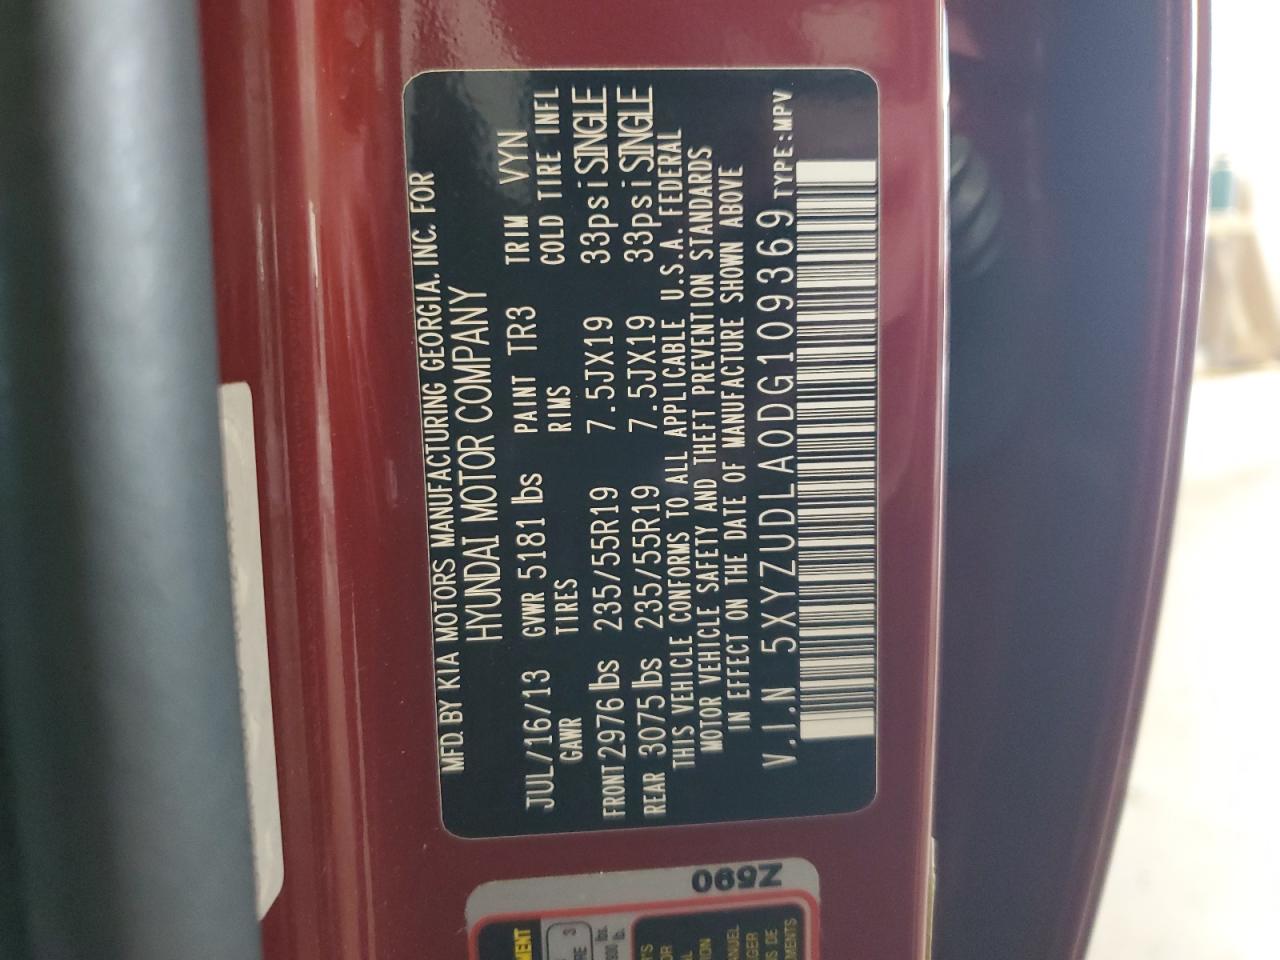 MFD. BY KIA MOTORS MANUFACTURING GEORGIA. INC. FOR
HYUNDAI MOTOR COMPANY
JUL/16/13 GVWR 5181 lbs PAINT TR3 TRIM VYN
GAWR TIRES RIMS COLD TIRE INFL
FRONT 2976 lbs 235/55R19 7.5JX19 33psi SINGLE
REAR 3075 lbs 235/55R19 7.5JX19 33psi SINGLE
THIS VEHICLE CONFORMS TO ALL APPLICABLE U.S.A. FEDERAL
MOTOR VEHICLE SAFETY AND THEFT PREVENTION STANDARDS
IN EFFECT ON THE DATE OF MANUFACTURE SHOWN ABOVE
V.I.N 5XYZUDLA0DG109369 TYPE:MPV
Z590
MANUEL
DE